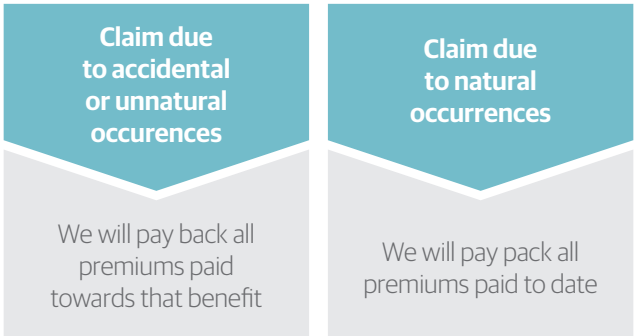 Claim due
to accidental
or unnatural
occurences
We will pay back all
premiums paid
towards that benefit
Claim due
to natural
occurrences
We will pay pack all
premiums paid to date